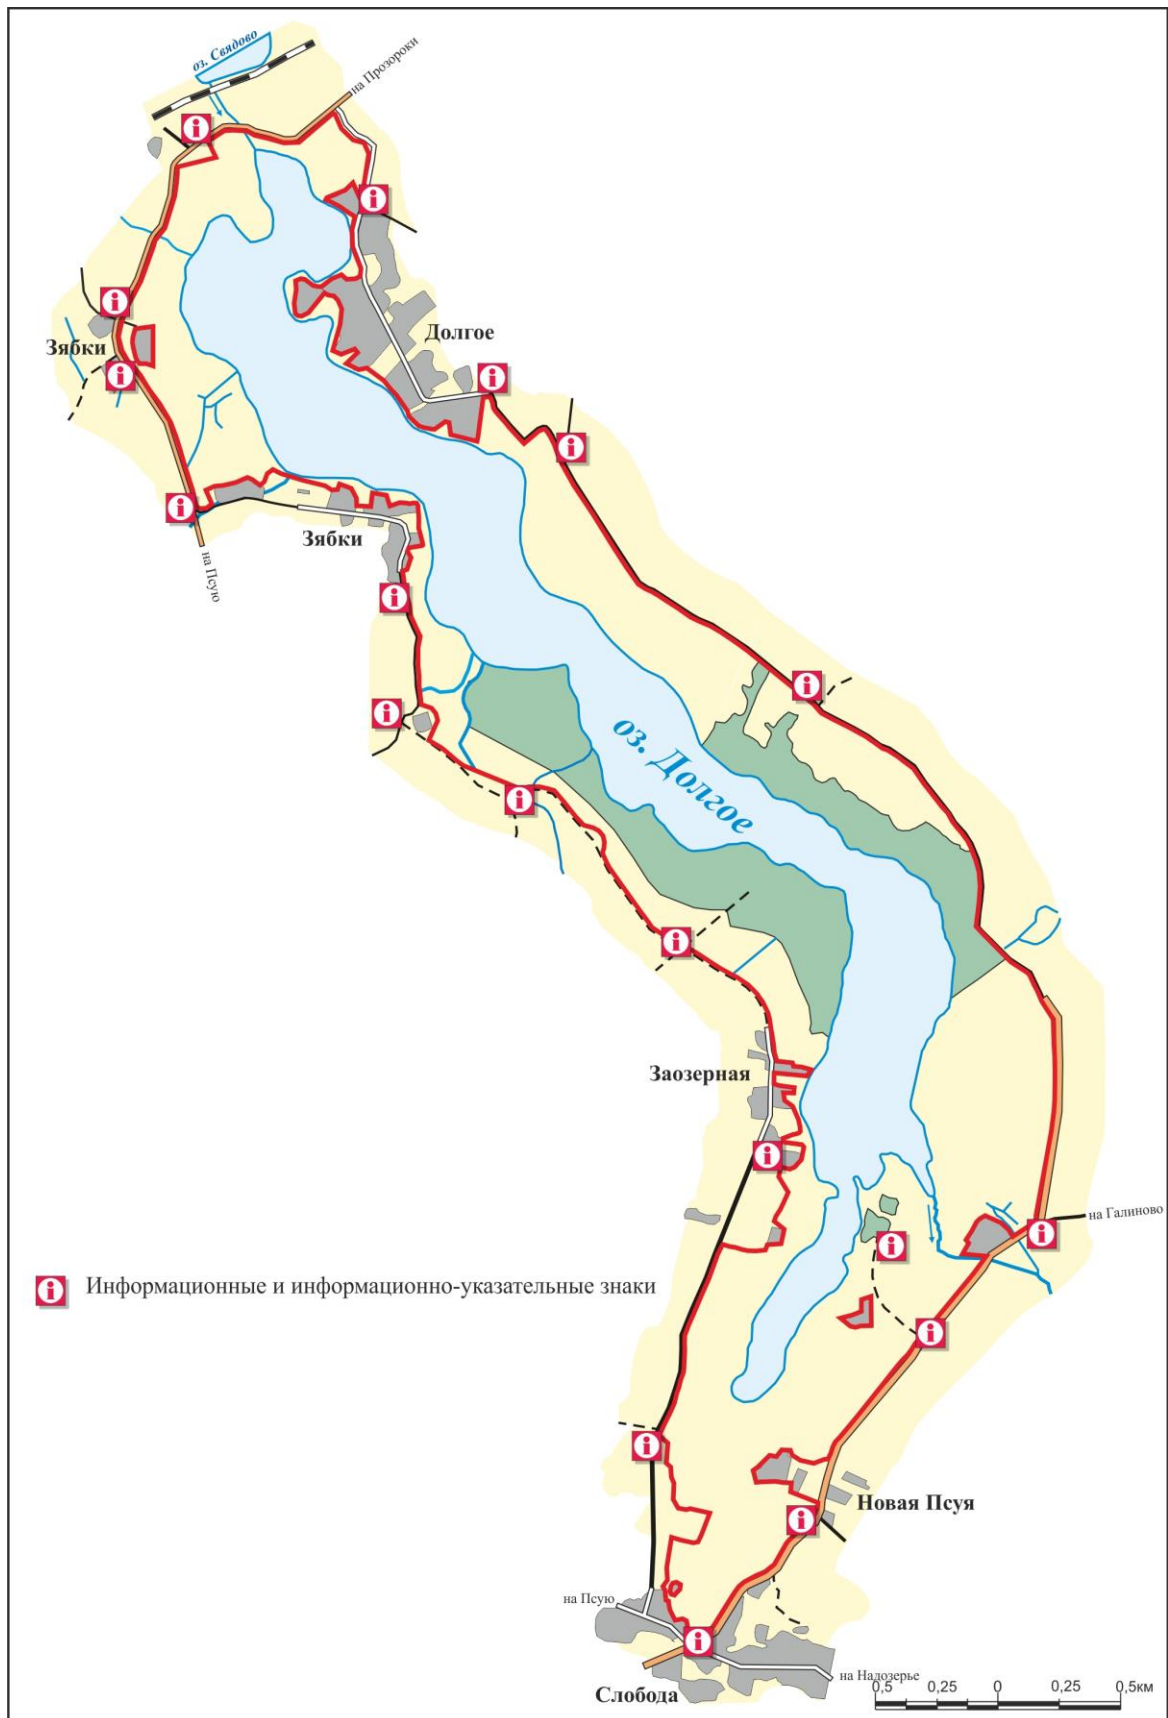 оз. Свядово
на Прозороки
Долгое
Зябки
Зябки
на Псую
оз. Долгое
Заозерная
на Галиново
Информационные и информационно-указательные знаки
Новая Псуя
на Псую
на Надозерье
Слобода
0,5 0,25 0 0,25 0,5км